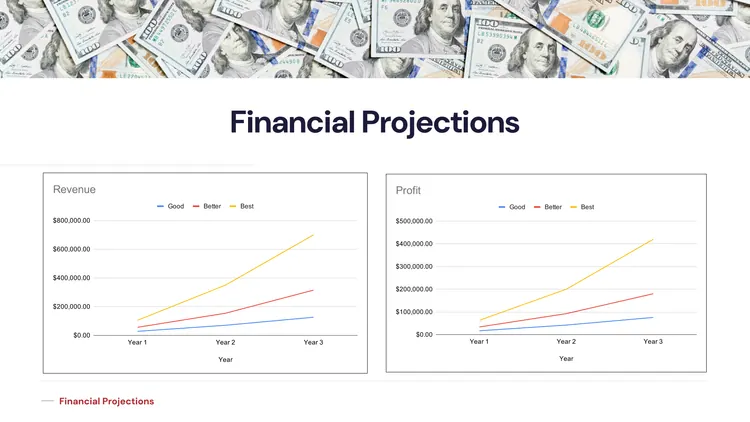 Financial Projections
Revenue
Good Better Best
$800,000.00
$600,000.00
$400,000.00
$200,000.00
$0.00
Year 1 Year 2 Year 3
Year
Profit
Good Better Best
$500,000.00
$400,000.00
$300,000.00
$200,000.00
$100,000.00
$0.00
Year 1 Year 2 Year 3
Year
Financial Projections